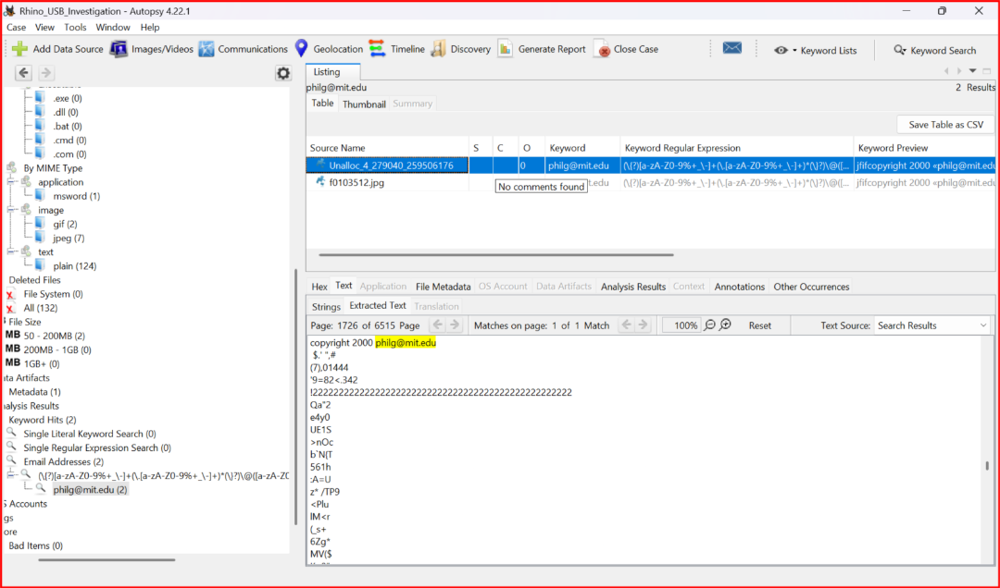 Rhino_USB_Investigation - Autopsy 4.22.1
Case View Tools Window Help
Add Data Source Images/Videos Communications Geolocation Timeline Discovery Generate Report Close Case Keyword Lists Keyword Search
.exe (0)
.dll (0)
.bat (0)
.cmd (0)
.com (0)
By MIME Type
application
msword (1)
image
gif (2)
jpeg (7)
text
plain (124)
Deleted Files
File System (0)
All (132)
File Size
MB 50 - 200MB (2)
MB 200MB - 1GB (0)
MB 1GB+ (0)
ata Artifacts
Metadata (1)
nalysis Results
Keyword Hits (2)
Single Literal Keyword Search (0)
Single Regular Expression Search (0)
Email Addresses (2)
(\{?)[a-zA-Z0-9%+_\-]+(\.[a-zA-Z0-9%+_\-]+)*(\}?)\@([a-zA-Z0
philg@mit.edu (2)
S Accounts
gs
ore
Bad Items (0)
Listing
philg@mit.edu
2 Results
Table Thumbnail Summary
Save Table as CSV
Source Name S C O Keyword Keyword Regular Expression Keyword Preview
Unalloc_4_279040_259506176 0 philg@mit.edu (\{?)[a-zA-Z0-9%+_\-]+(\.[a-zA-Z0-9%+_\-]+)*(\}?)\@([... jfifcopyright 2000 «philg@mit.edu
f0103512.jpg t.edu (\{?)[a-zA-Z0-9%+_\-]+(\.[a-zA-Z0-9%+_\-]+)*(\}?)\@([... jfifcopyright 2000 «philg@mit.edu
No comments found
Hex Text Application File Metadata OS Account Data Artifacts Analysis Results Context Annotations Other Occurrences
Strings Extracted Text Translation
Page: 1726 of 6515 Page Matches on page: 1 of 1 Match 100% Reset Text Source: Search Results
copyright 2000 philg@mit.edu
$.' ",#
(7),01444
'9=82<.342
!22222222222222222222222222222222222222222222222222
Qa"2
e4y0
UE1S
>nOc
b`N{T
561h
:A=U
z* /TP9
<Plu
lM<r
(_s+
6Zg*
MV($